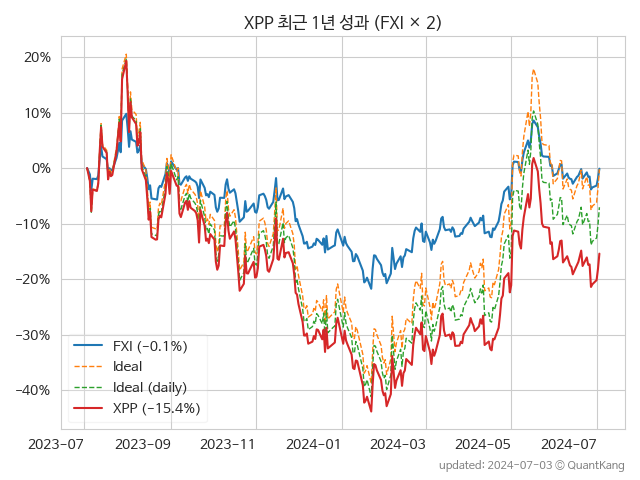 XPP 최근 1년 성과 (FXI × 2)
20%
10%
0%
−10%
−20%
−30%
−40%
FXI (−0.1%)
Ideal
Ideal (daily)
XPP (−15.4%)
2023-07 2023-09 2023-11 2024-01 2024-03 2024-05 2024-07
updated: 2024-07-03 © QuantKang